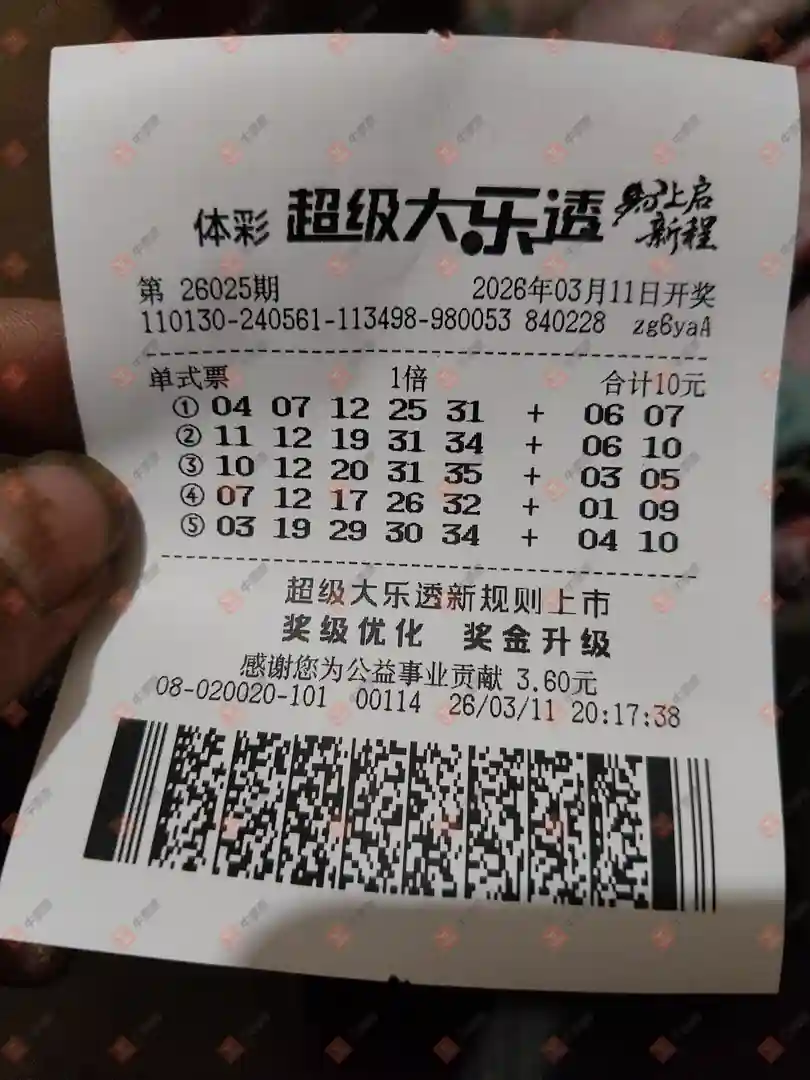 体彩 超级大乐透 马上启新程
第 26025期 2026年03月11日开奖
110130-240561-113498-980053 840228 zg6yaA
单式票 1倍 合计10元
① 04 07 12 25 31 + 06 07
② 11 12 19 31 34 + 06 10
③ 10 12 20 31 35 + 03 05
④ 07 12 17 26 32 + 01 09
⑤ 03 19 29 30 34 + 04 10
超级大乐透新规则上市
奖级优化 奖金升级
感谢您为公益事业贡献 3.60元
08-020020-101 00114 26/03/11 20:17:38